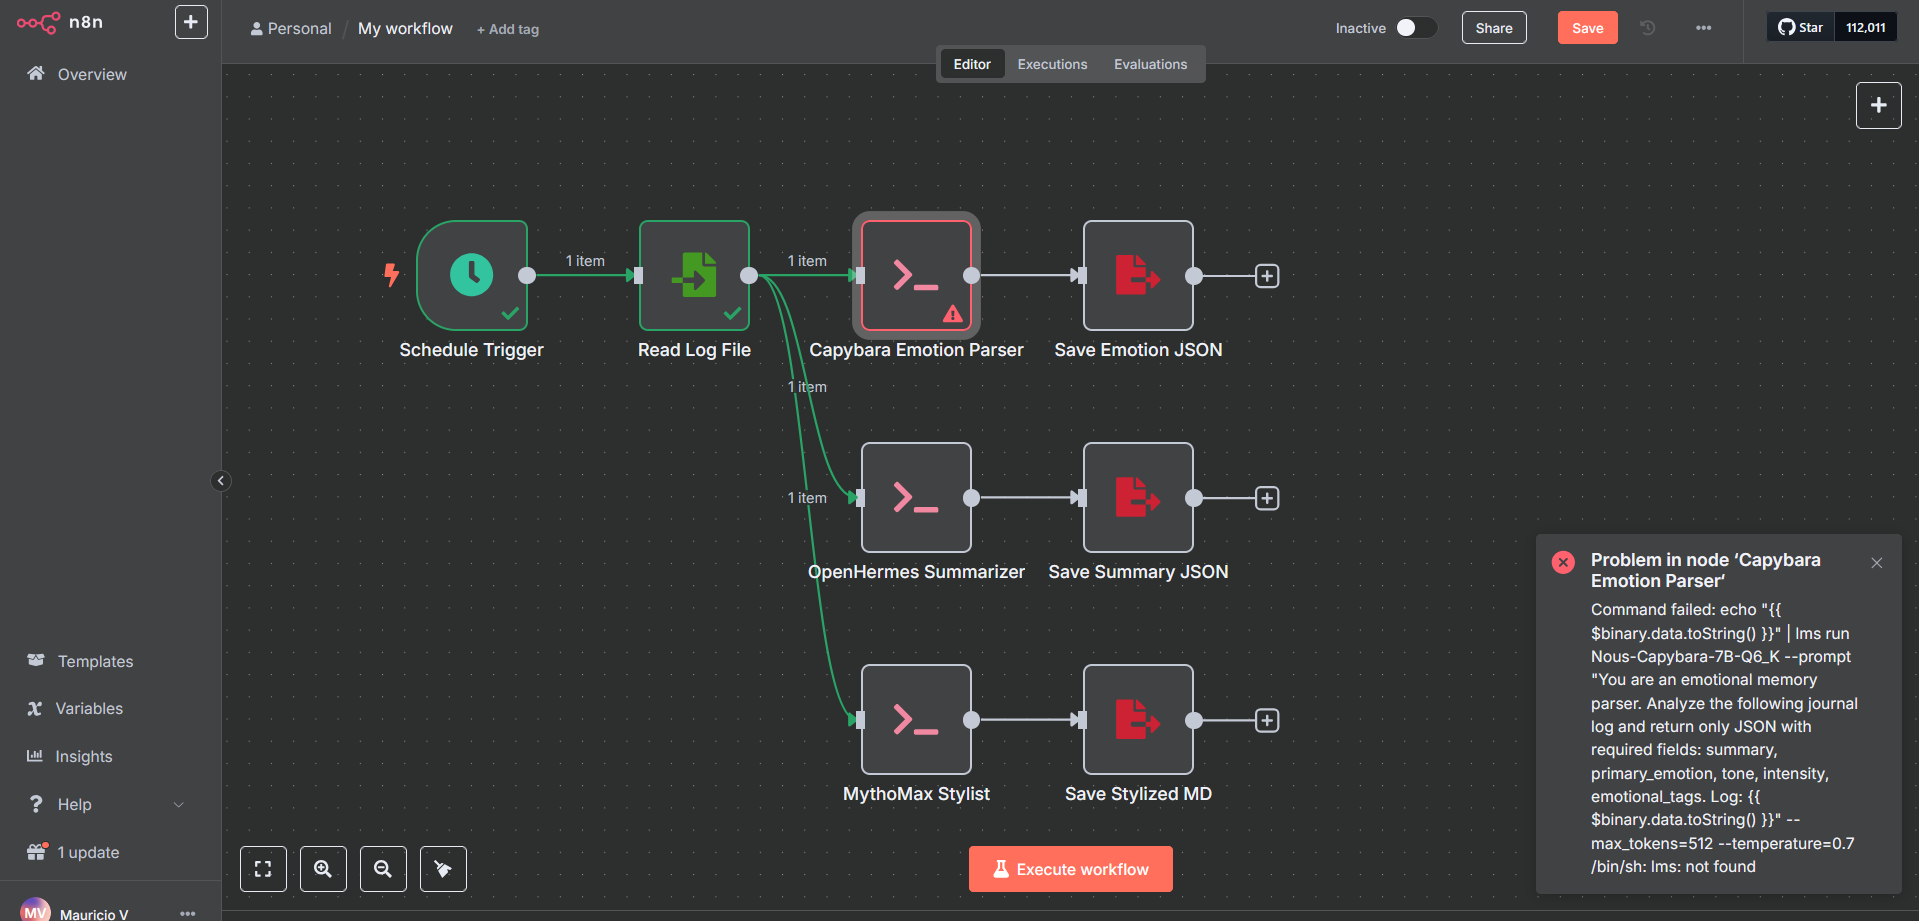 n8n
Personal / My workflow + Add tag
Inactive
Share
Save
Star 112,011
Editor Executions Evaluations
Overview
1 item
1 item
Schedule Trigger
Read Log File
Capybara Emotion Parser
Save Emotion JSON
1 item
1 item
OpenHermes Summarizer
Save Summary JSON
MythoMax Stylist
Save Stylized MD
Problem in node ‘Capybara
Emotion Parser‘
Command failed: echo "{{
$binary.data.toString() }}" | lms run
Nous-Capybara-7B-Q6_K --prompt
"You are an emotional memory
parser. Analyze the following journal
log and return only JSON with
required fields: summary,
primary_emotion, tone, intensity,
emotional_tags. Log: {{
$binary.data.toString() }}" --
max_tokens=512 --temperature=0.7
/bin/sh: lms: not found
Templates
Variables
Insights
Help
1 update
Execute workflow
MV
Mauricio V